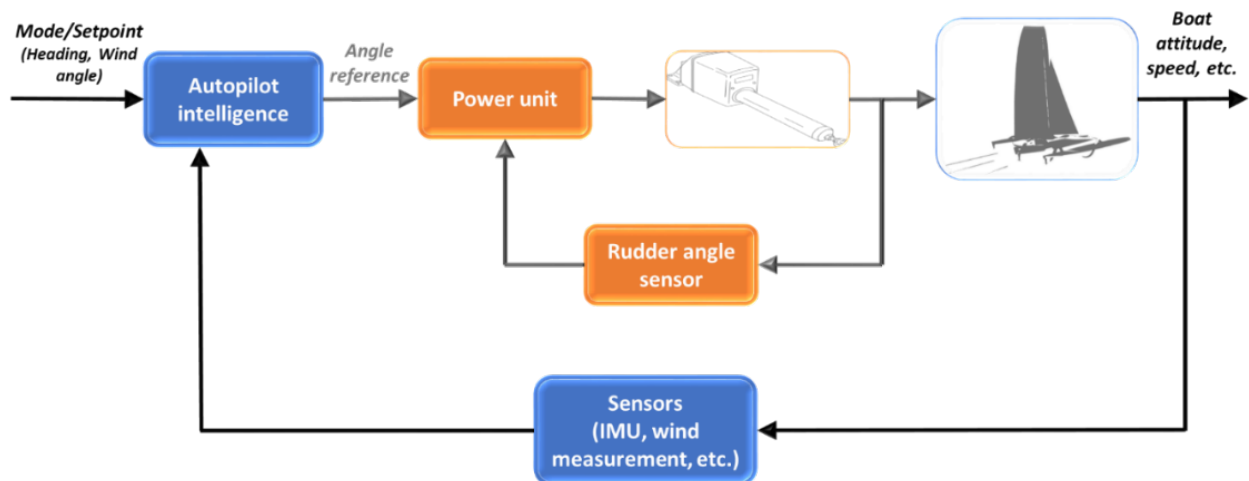 Mode/Setpoint
(Heading, Wind
angle)
Autopilot
intelligence
Angle
reference
Power unit
Boat
attitude,
speed, etc.
Rudder angle
sensor
Sensors
(IMU, wind
measurement, etc.)